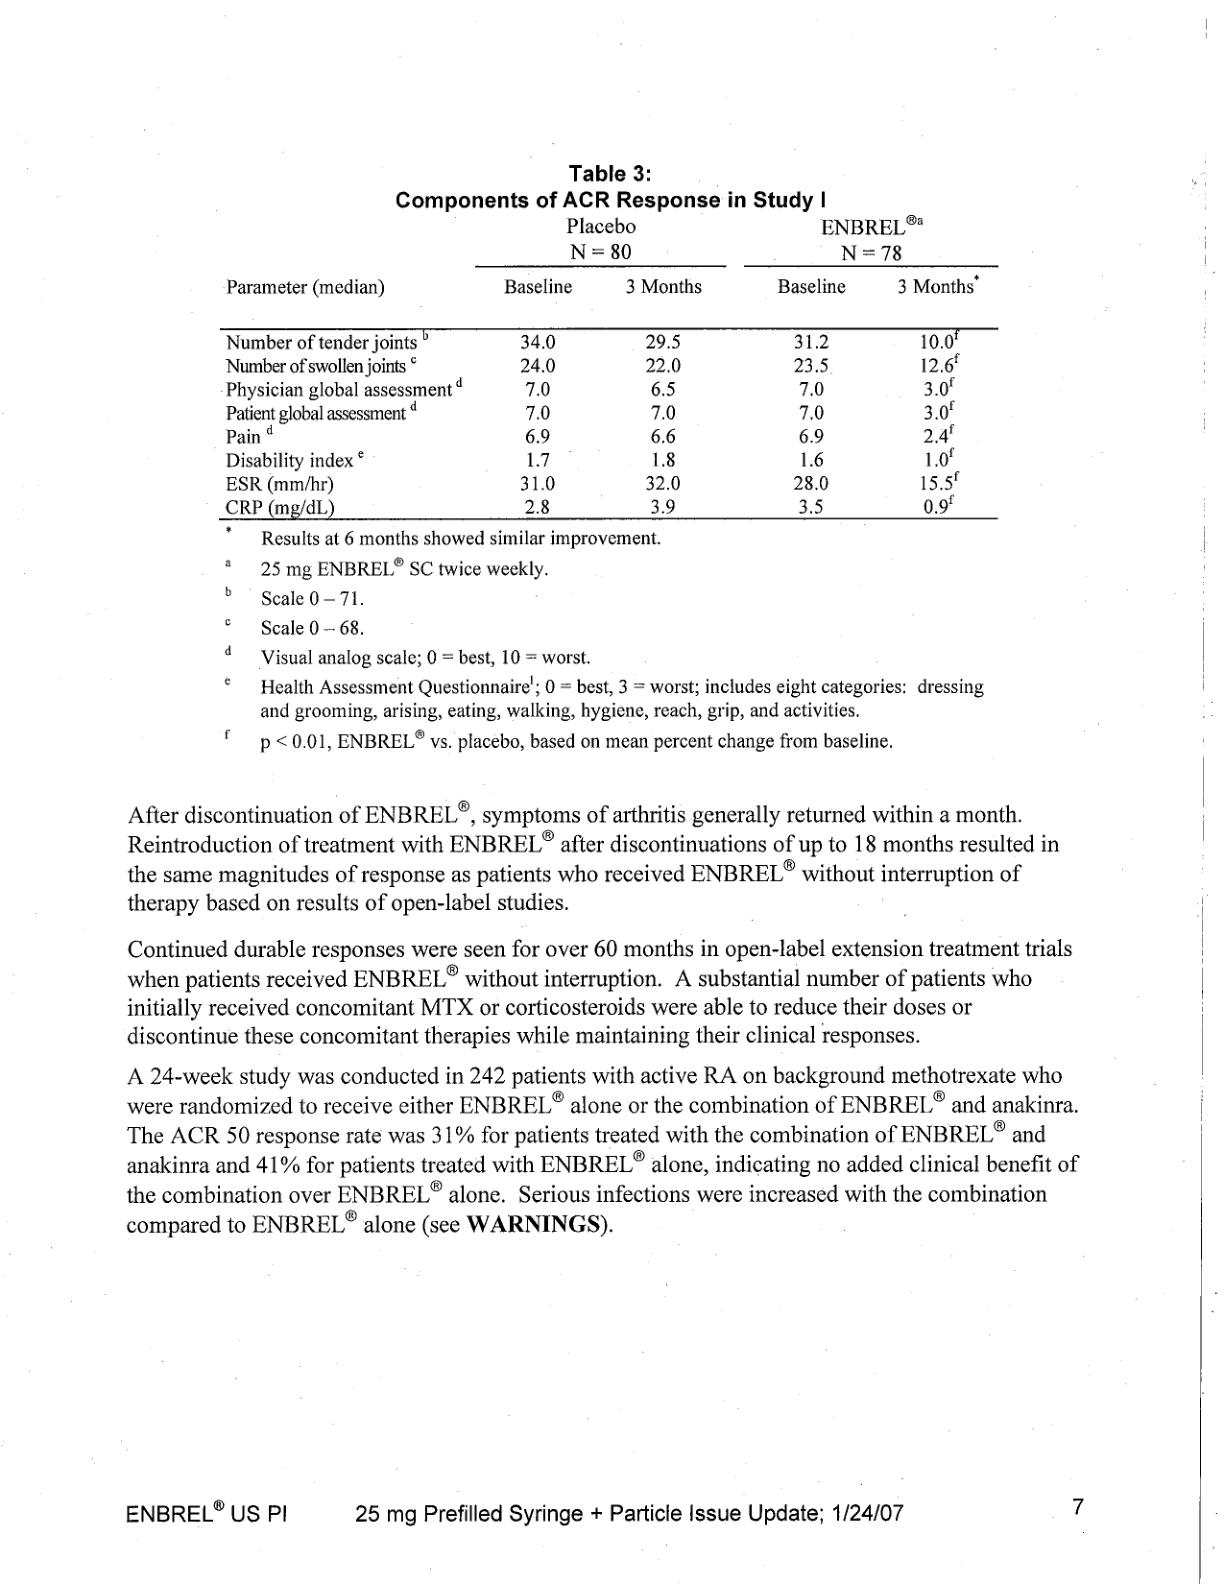 Table 3:
Components of ACR Response in Study I
Placebo ENBREL®a
N = 80 N = 78
Parameter (median) Baseline 3 Months Baseline 3 Months*
Number of tender joints b 34.0 29.5 31.2 10.0f
Number of swollen joints c 24.0 22.0 23.5 12.6f
Physician global assessment d 7.0 6.5 7.0 3.0f
Patient global assessment d 7.0 7.0 7.0 3.0f
Pain d 6.9 6.6 6.9 2.4f
Disability index e 1.7 1.8 1.6 1.0f
ESR (mm/hr) 31.0 32.0 28.0 15.5f
CRP (mg/dL) 2.8 3.9 3.5 0.9f
* Results at 6 months showed similar improvement.
a 25 mg ENBREL® SC twice weekly.
b Scale 0 – 71.
c Scale 0 – 68.
d Visual analog scale; 0 = best, 10 = worst.
e Health Assessment Questionnaire1; 0 = best, 3 = worst; includes eight categories: dressing
and grooming, arising, eating, walking, hygiene, reach, grip, and activities.
f p < 0.01, ENBREL® vs. placebo, based on mean percent change from baseline.
After discontinuation of ENBREL®, symptoms of arthritis generally returned within a month.
Reintroduction of treatment with ENBREL® after discontinuations of up to 18 months resulted in
the same magnitudes of response as patients who received ENBREL® without interruption of
therapy based on results of open-label studies.
Continued durable responses were seen for over 60 months in open-label extension treatment trials
when patients received ENBREL® without interruption. A substantial number of patients who
initially received concomitant MTX or corticosteroids were able to reduce their doses or
discontinue these concomitant therapies while maintaining their clinical responses.
A 24-week study was conducted in 242 patients with active RA on background methotrexate who
were randomized to receive either ENBREL® alone or the combination of ENBREL® and anakinra.
The ACR 50 response rate was 31% for patients treated with the combination of ENBREL® and
anakinra and 41% for patients treated with ENBREL® alone, indicating no added clinical benefit of
the combination over ENBREL® alone. Serious infections were increased with the combination
compared to ENBREL® alone (see WARNINGS).
ENBREL® US PI 25 mg Prefilled Syringe + Particle Issue Update; 1/24/07 7